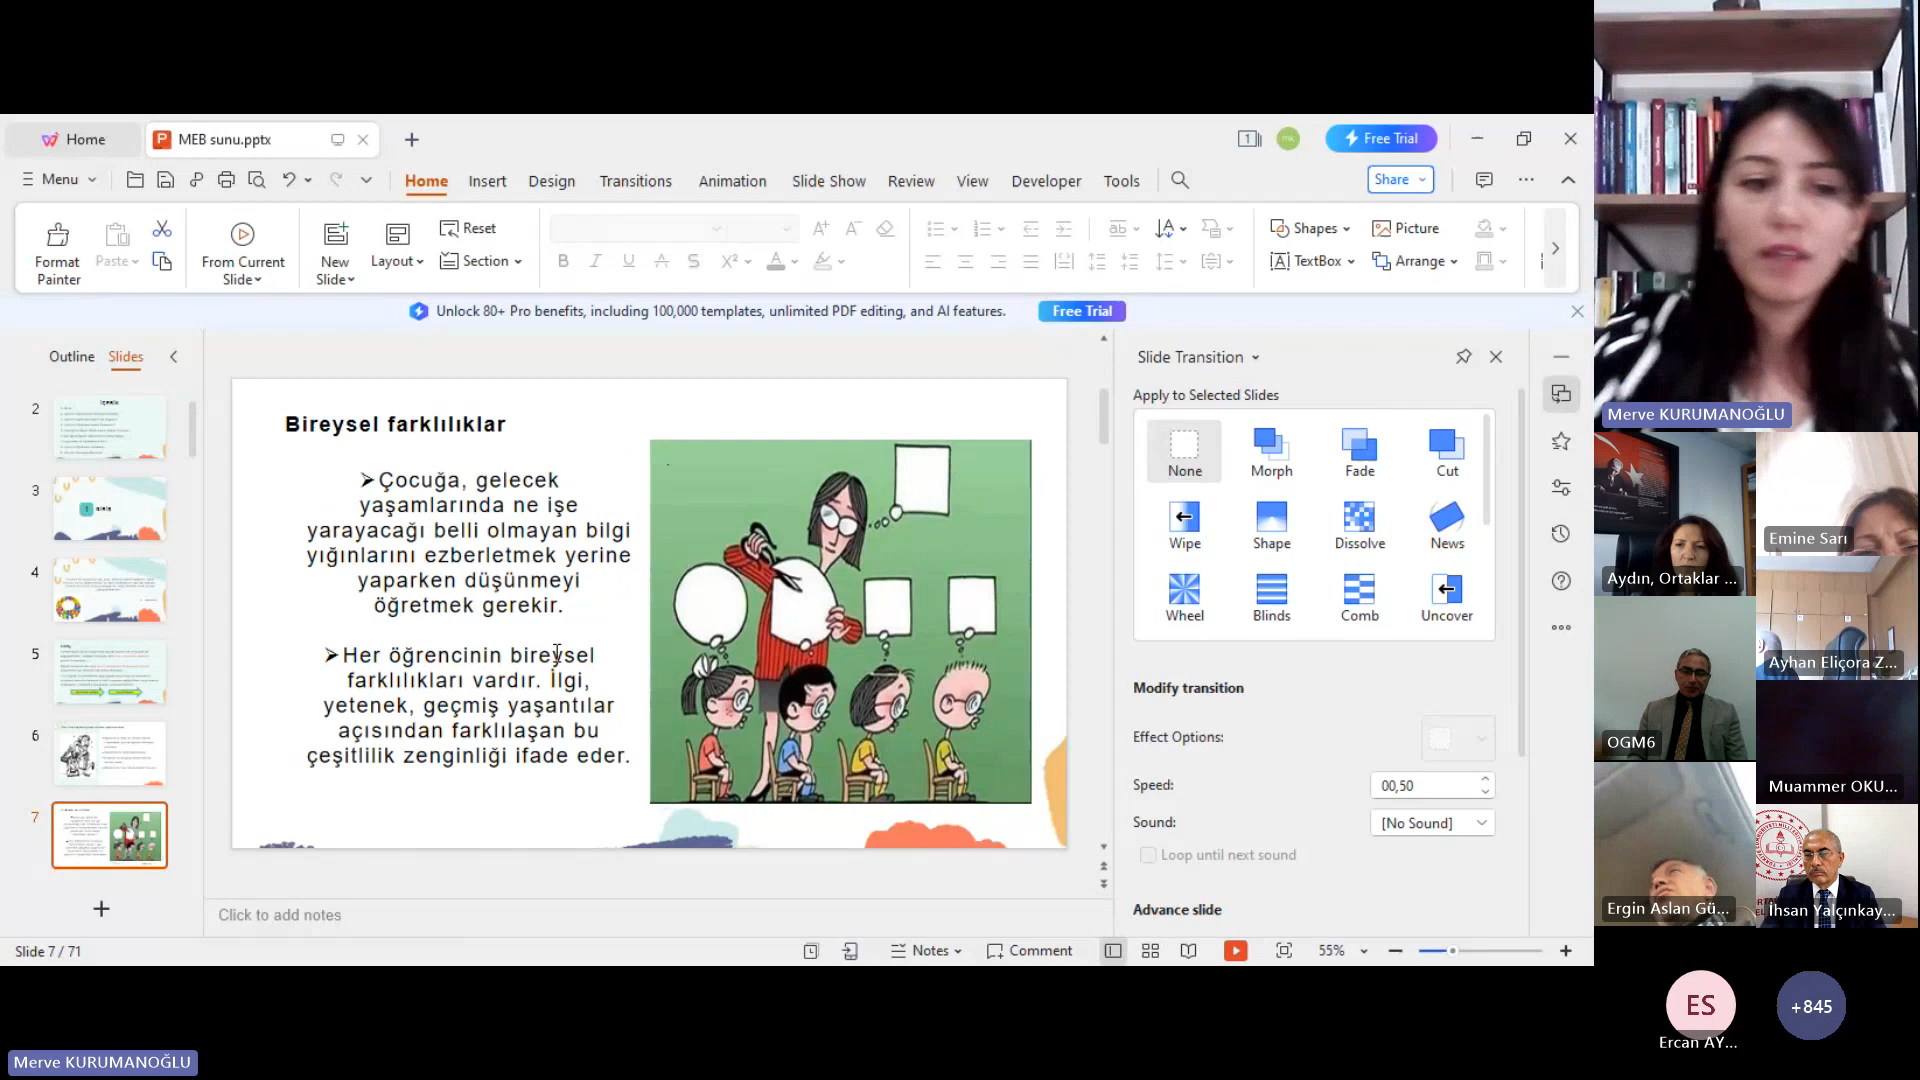 Home
MEB sunu.pptx
Free Trial
Menu
Home Insert Design Transitions Animation Slide Show Review View Developer Tools
Share
Format Painter
Paste
From Current Slide
New Slide
Layout
Reset
Section
Shapes
Picture
TextBox
Arrange
Unlock 80+ Pro benefits, including 100,000 templates, unlimited PDF editing, and AI features.
Free Trial
Outline Slides
2
3
4
5
6
7
Bireysel farklılıklar
➢Çocuğa, gelecek
yaşamlarında ne işe
yarayacağı belli olmayan bilgi
yığınlarını ezberletmek yerine
yaparken düşünmeyi
öğretmek gerekir.
➢Her öğrencinin bireysel
farklılıkları vardır. İlgi,
yetenek, geçmiş yaşantılar
açısından farklılaşan bu
çeşitlilik zenginliği ifade eder.
Click to add notes
Slide Transition
Apply to Selected Slides
None Morph Fade Cut
Wipe Shape Dissolve News
Wheel Blinds Comb Uncover
Modify transition
Effect Options:
Speed: 00,50
Sound: [No Sound]
Loop until next sound
Advance slide
Slide 7 / 71
Notes
Comment
55%
Merve KURUMANOĞLU
Aydın, Ortaklar ...
Emine Sarı
Ayhan Eliçora Z...
OGM6
Muammer OKU...
Ergin Aslan Gü...
İhsan Yalçınkay...
ES
Ercan AY...
+845
Merve KURUMANOĞLU